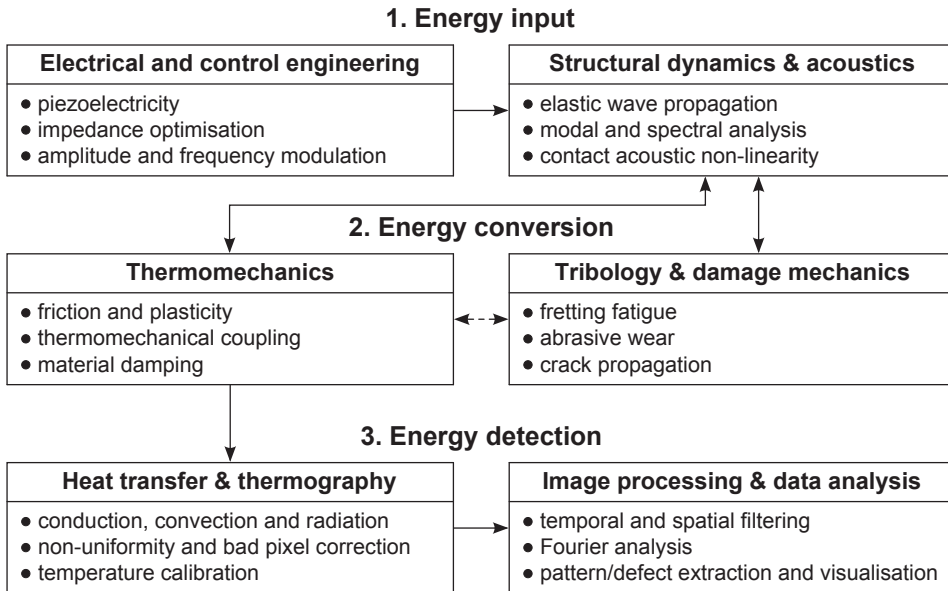 1. Energy input
Electrical and control engineering
● piezoelectricity
● impedance optimisation
● amplitude and frequency modulation
Structural dynamics & acoustics
● elastic wave propagation
● modal and spectral analysis
● contact acoustic non-linearity
2. Energy conversion
Thermomechanics
● friction and plasticity
● thermomechanical coupling
● material damping
Tribology & damage mechanics
● fretting fatigue
● abrasive wear
● crack propagation
3. Energy detection
Heat transfer & thermography
● conduction, convection and radiation
● non-uniformity and bad pixel correction
● temperature calibration
Image processing & data analysis
● temporal and spatial filtering
● Fourier analysis
● pattern/defect extraction and visualisation